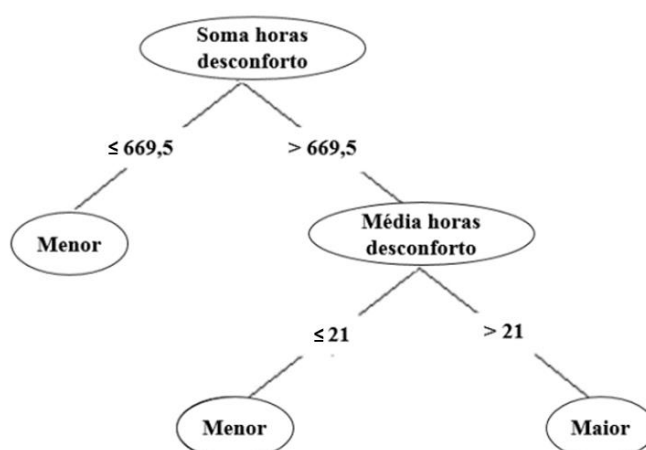 Soma horas
desconforto
≤ 669,5
> 669,5
Menor
Média horas
desconforto
≤ 21
> 21
Menor
Maior